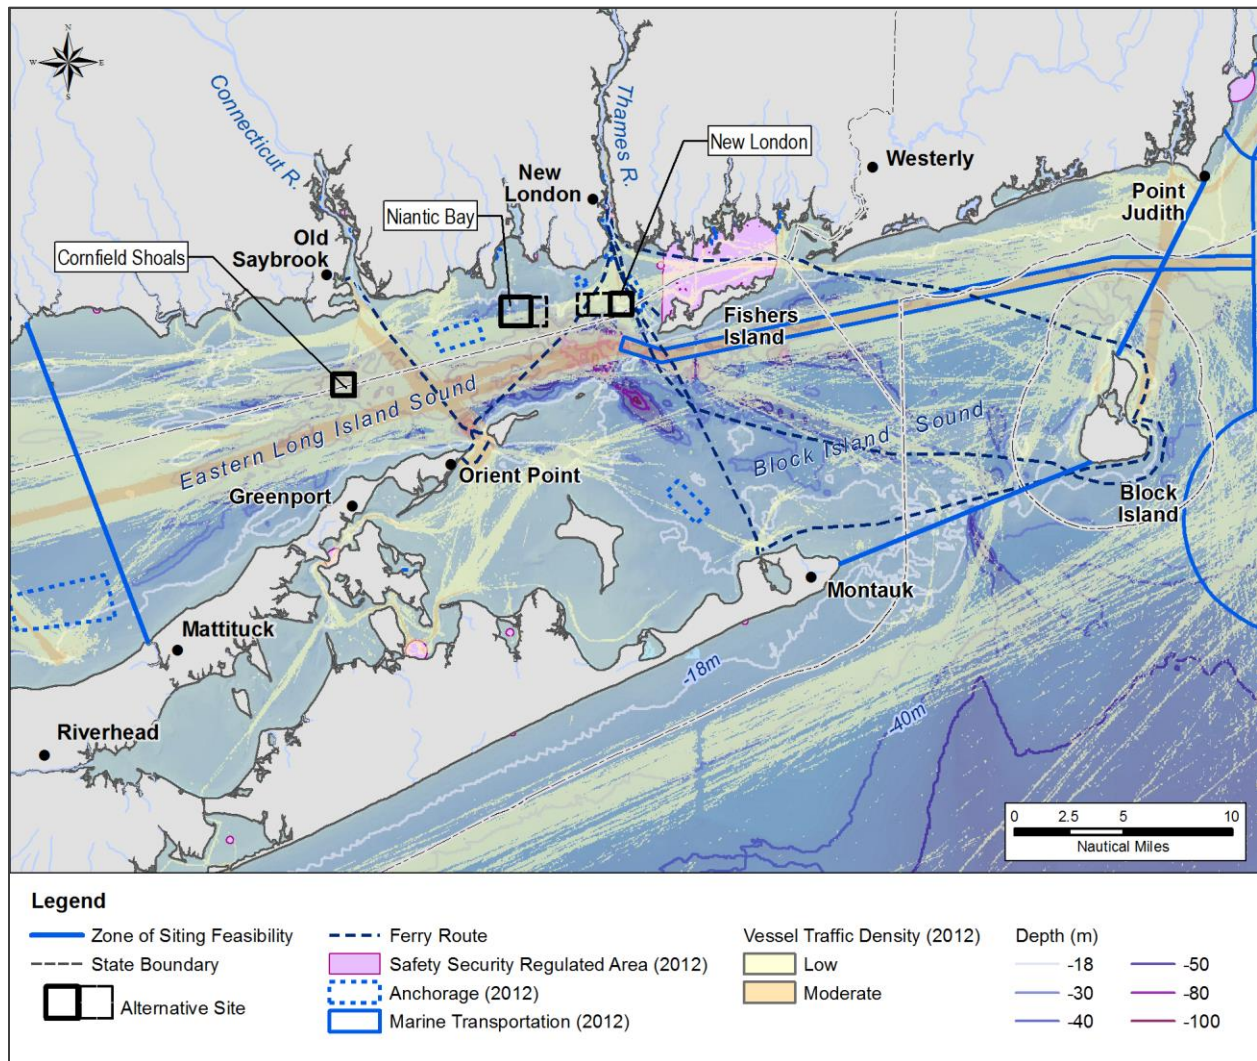 N
W E
S
Connecticut R.
Thames R.
New London
Westerly
New
London
Point
Judith
Niantic Bay
Old
Saybrook
Cornfield Shoals
Fishers
Island
Eastern Long Island Sound
Block Island Sound
Orient Point
Greenport
Block
Island
Montauk
Mattituck
-18m
-40m
Riverhead
0 2.5 5 10
Nautical Miles
Legend
Zone of Siting Feasibility
State Boundary
Alternative Site
Ferry Route
Safety Security Regulated Area (2012)
Anchorage (2012)
Marine Transportation (2012)
Vessel Traffic Density (2012)
Low
Moderate
Depth (m)
-18
-30
-40
-50
-80
-100